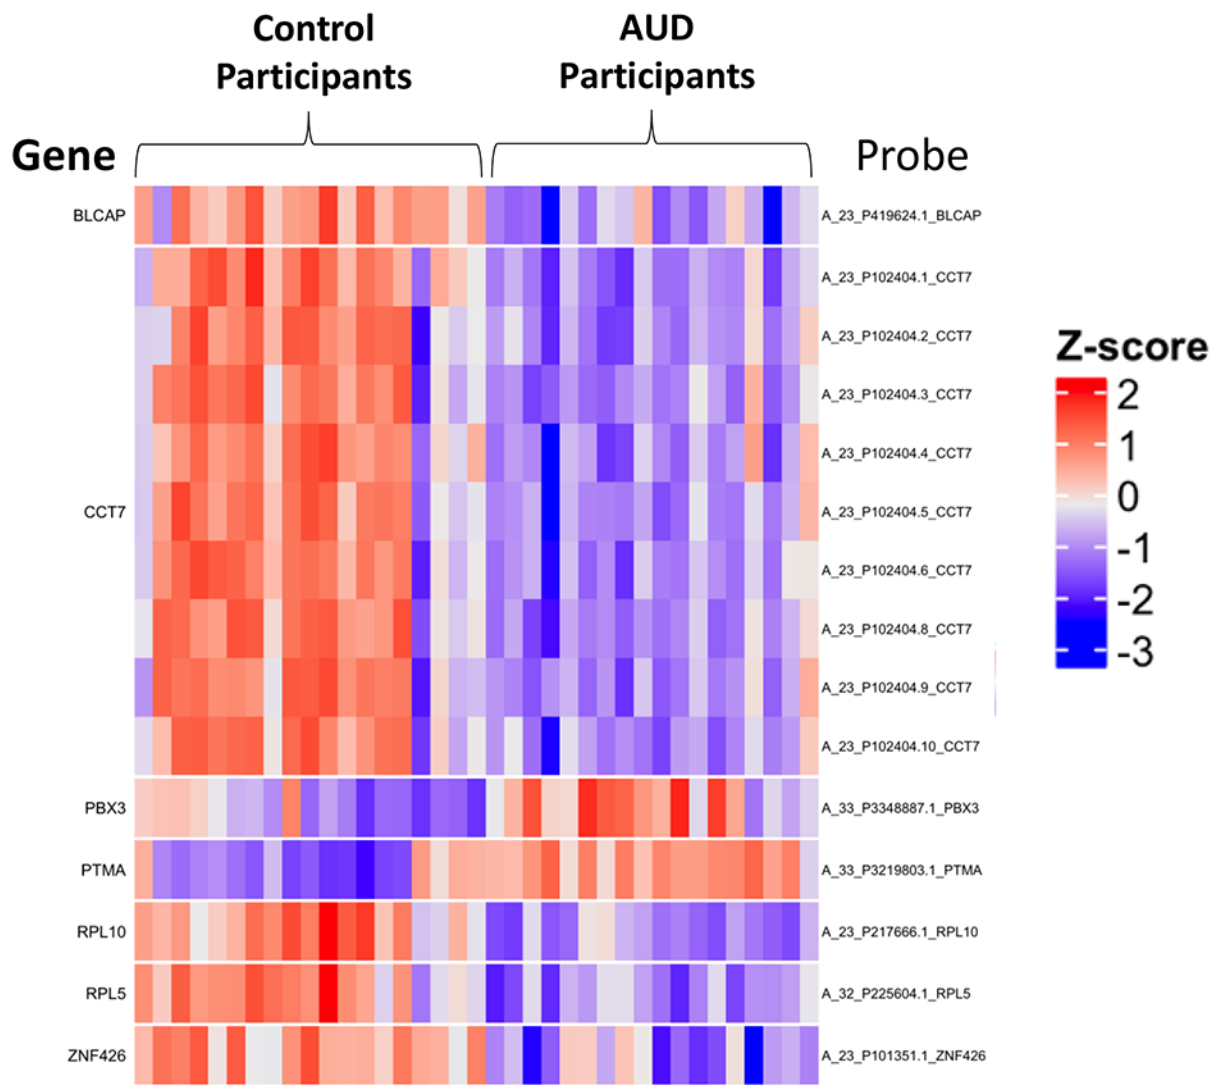 Control
Participants
AUD
Participants
Gene
Probe
BLCAP
A_23_P419624.1_BLCAP
A_23_P102404.1_CCT7
A_23_P102404.2_CCT7
A_23_P102404.3_CCT7
A_23_P102404.4_CCT7
CCT7
A_23_P102404.5_CCT7
A_23_P102404.6_CCT7
A_23_P102404.8_CCT7
A_23_P102404.9_CCT7
A_23_P102404.10_CCT7
PBX3
A_33_P3348887.1_PBX3
PTMA
A_33_P3219803.1_PTMA
RPL10
A_23_P217666.1_RPL10
RPL5
A_32_P225604.1_RPL5
ZNF426
A_23_P101351.1_ZNF426
Z-score
2
1
0
-1
-2
-3